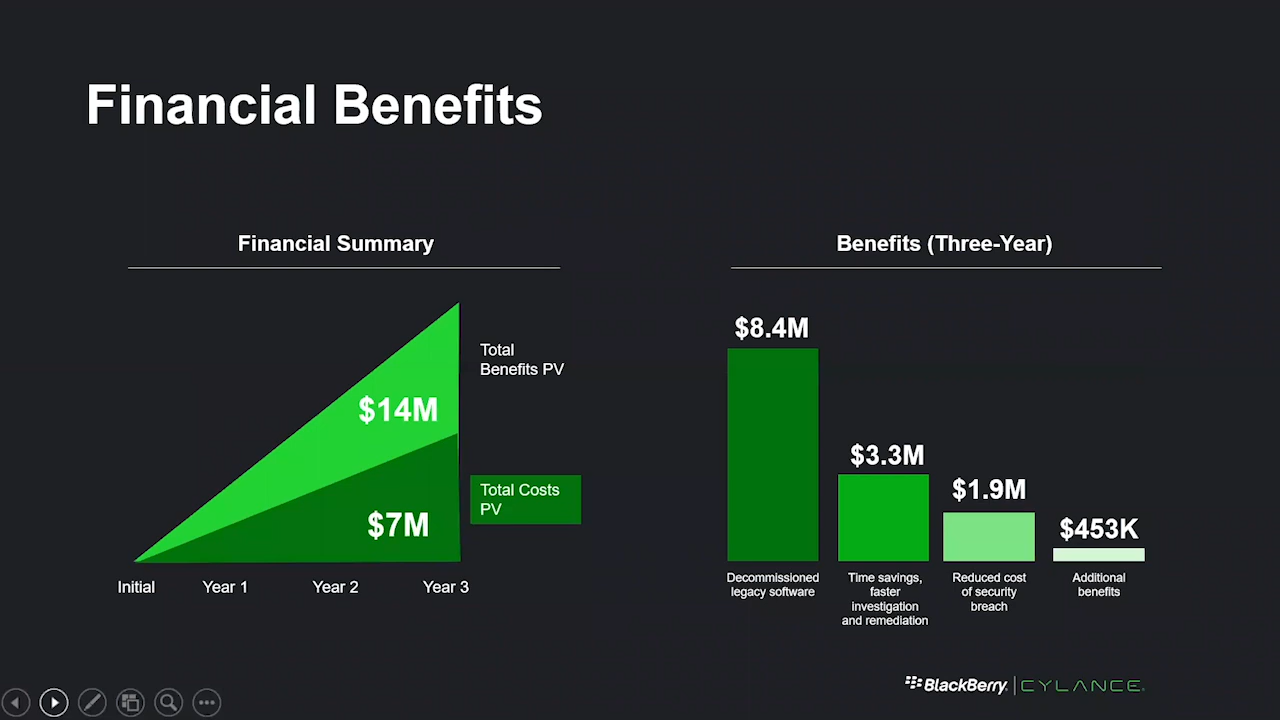 Financial Benefits
Financial Summary
$14M
$7M
Total
Benefits PV
Total Costs
PV
Initial
Year 1
Year 2
Year 3
Benefits (Three-Year)
$8.4M
$3.3M
$1.9M
$453K
Decommissioned
legacy software
Time savings,
faster
investigation
and remediation
Reduced cost
of security
breach
Additional
benefits
BlackBerry
CYLANCE